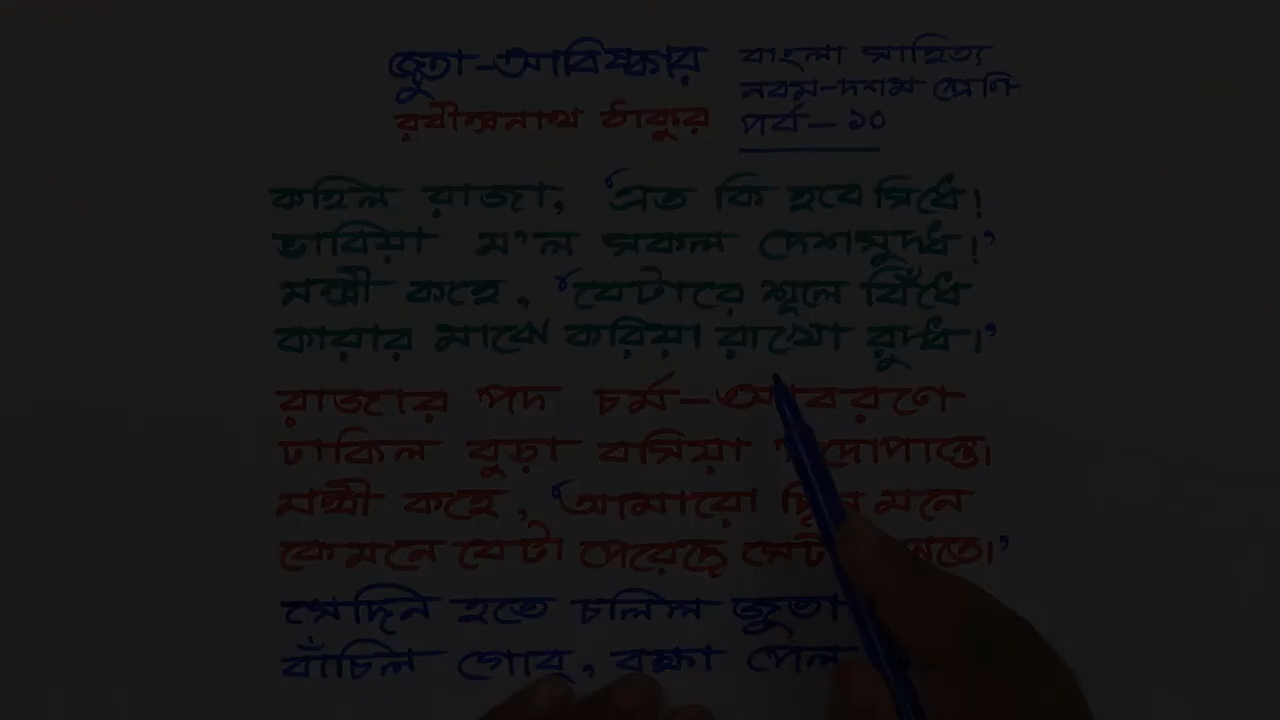 জুতা-আবিষ্কার
রবীন্দ্রনাথ ঠাকুর
বাংলা সাহিত্য
নবম-দশম শ্রেণি
পর্ব-১০
কহিল রাজা, 'এত কি হবে সিধে!
ভাবিয়া ম'ল সকল দেশসুদ্ধ!'
মন্ত্রী কহে, 'বেটারে শূলে বিঁধে
কারার মাঝে করিয়া রাখো রুদ্ধ।'
রাজার পদ চর্ম-আবরণে
ঢাকিল বুড়া বসিয়া পদোপান্তে।
মন্ত্রী কহে, 'আমারো ছিল মনে
কেমনে বেটা পেরেছে সেটা জানতে।'
সেদিন হতে চলিল জুতা
বাঁচিল গোবু, রক্ষা পেল